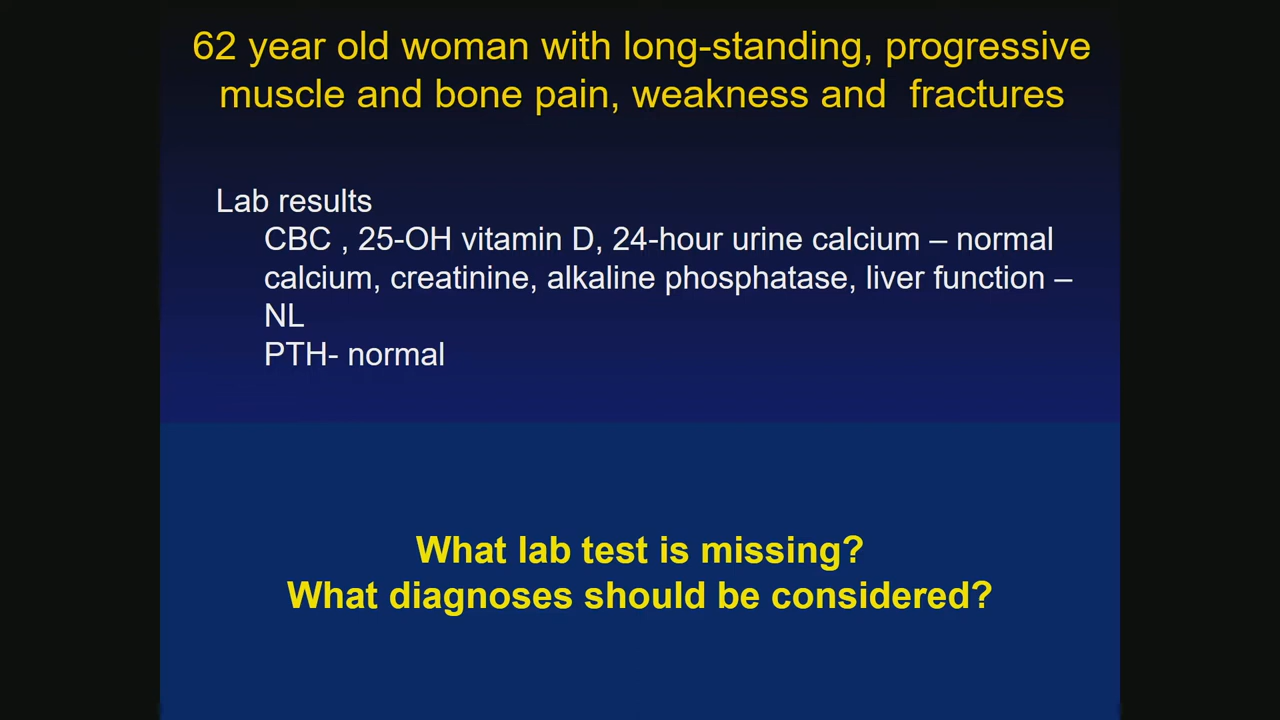 62 year old woman with long-standing, progressive
muscle and bone pain, weakness and  fractures
Lab results
CBC , 25-OH vitamin D, 24-hour urine calcium – normal
calcium, creatinine, alkaline phosphatase, liver function –
NL
PTH- normal
What lab test is missing?
What diagnoses should be considered?